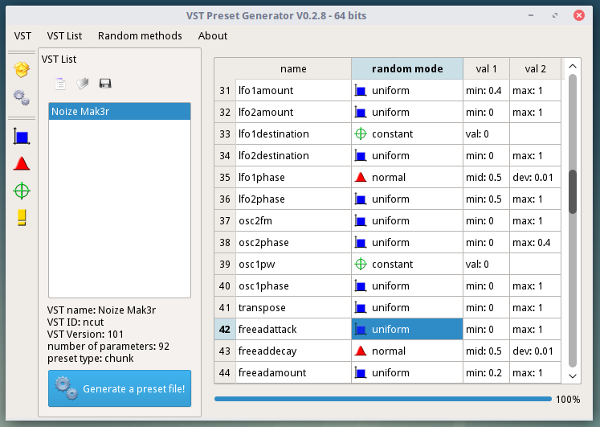 VST Preset Generator V0.2.8 - 64 bits
VST VST List Random methods About
VST List
Noize Mak3r
VST name: Noize Mak3r
VST ID: ncut
VST Version: 101
number of parameters: 92
preset type: chunk
Generate a preset file!
name random mode val 1 val 2
31 lfo1amount uniform min: 0.4 max: 1
32 lfo2amount uniform min: 0 max: 1
33 lfo1destination constant val: 0
34 lfo2destination uniform min: 0 max: 1
35 lfo1phase normal mid: 0.5 dev: 0.01
36 lfo2phase uniform min: 0.5 max: 1
37 osc2fm uniform min: 0 max: 1
38 osc2phase uniform min: 0 max: 0.4
39 osc1pw constant val: 0
40 osc1phase uniform min: 0 max: 1
41 transpose uniform min: 0 max: 1
42 freeadattack uniform min: 0 max: 1
43 freeaddecay normal mid: 0.5 dev: 0.01
44 freeadamount uniform min: 0.2 max: 1
100%